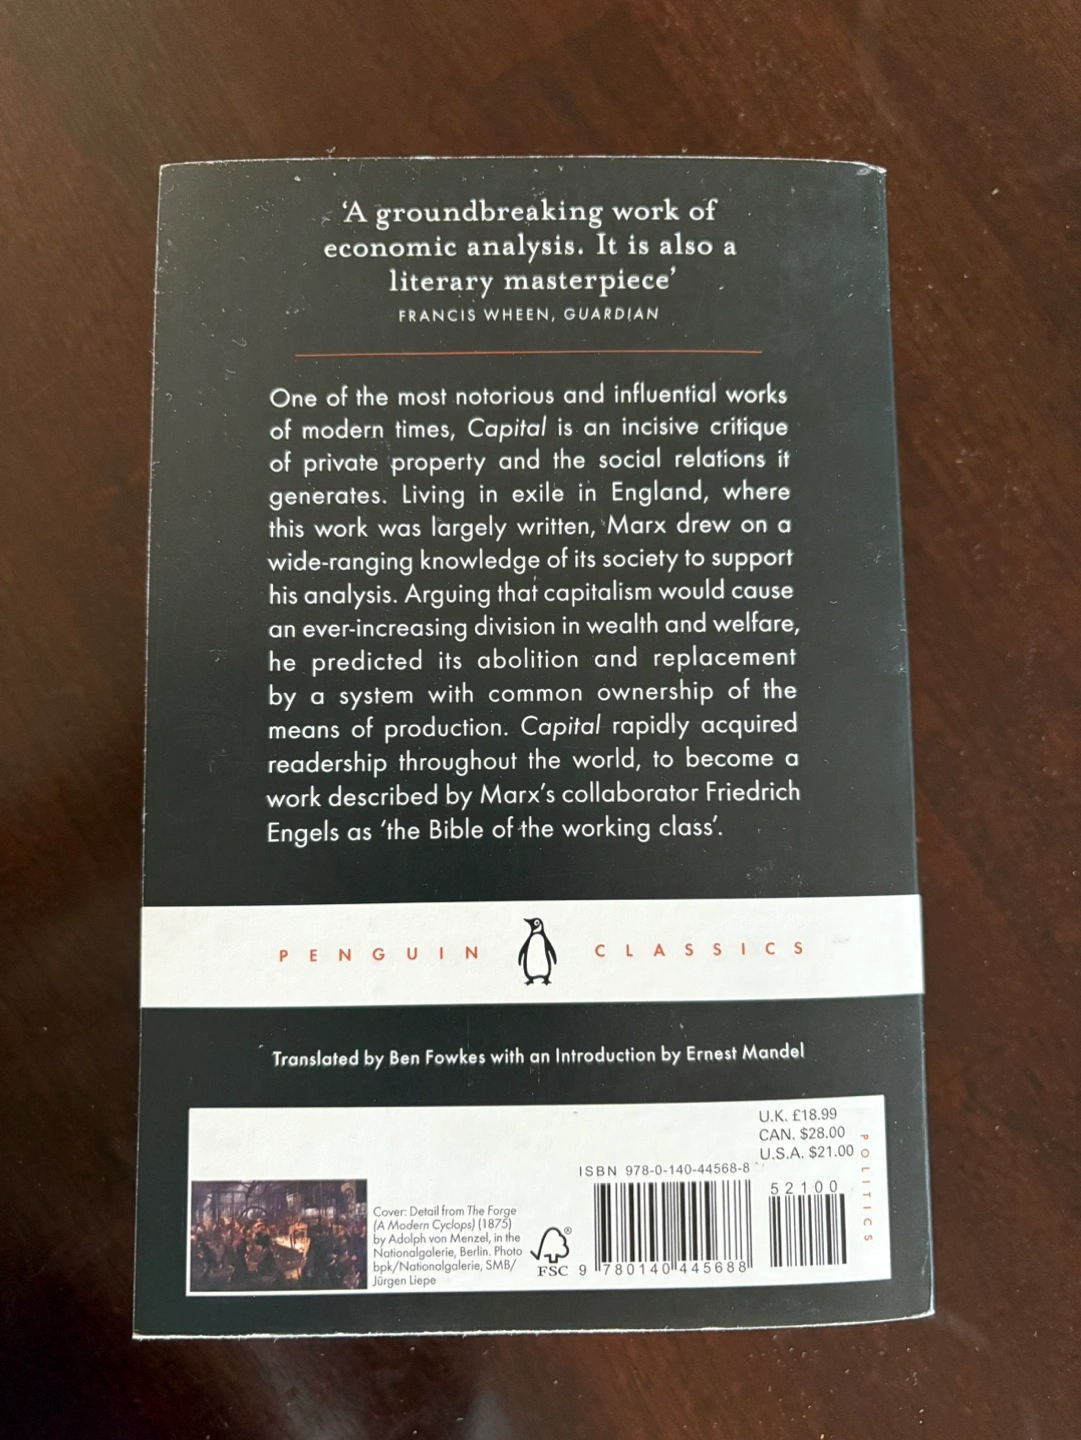 ‘A groundbreaking work of
economic analysis. It is also a
literary masterpiece’
FRANCIS WHEEN, GUARDIAN
One of the most notorious and influential works
of modern times, Capital is an incisive critique
of private property and the social relations it
generates. Living in exile in England, where
this work was largely written, Marx drew on a
wide-ranging knowledge of its society to support
his analysis. Arguing that capitalism would cause
an ever-increasing division in wealth and welfare,
he predicted its abolition and replacement
by a system with common ownership of the
means of production. Capital rapidly acquired
readership throughout the world, to become a
work described by Marx’s collaborator Friedrich
Engels as ‘the Bible of the working class’.
PENGUIN CLASSICS
Translated by Ben Fowkes with an Introduction by Ernest Mandel
U.K. £18.99
CAN. $28.00
U.S.A. $21.00
POLITICS
ISBN 978-0-140-44568-8
52100
Cover: Detail from The Forge
(A Modern Cyclops) (1875)
by Adolph von Menzel, in the
Nationalgalerie, Berlin. Photo
bpk/Nationalgalerie, SMB/
Jürgen Liepe
®
FSC
9 780140 445688